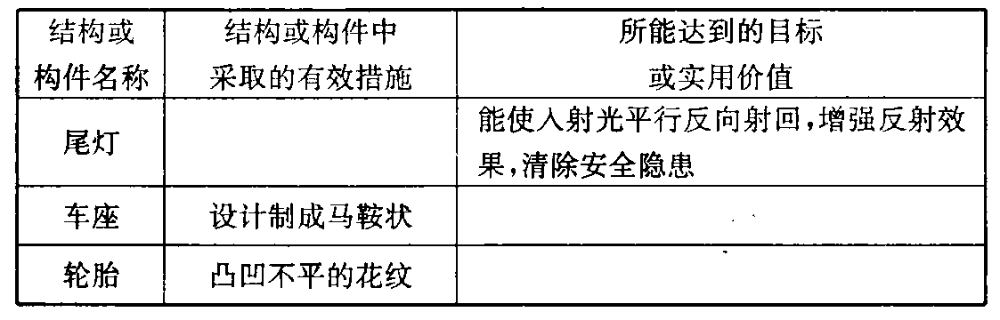 结构或
构件名称
结构或构件中
采取的有效措施
所能达到的目标
或实用价值
尾灯
能使入射光平行反向射回,增强反射效
果,清除安全隐患
车座
设计制成马鞍状
轮胎
凸凹不平的花纹